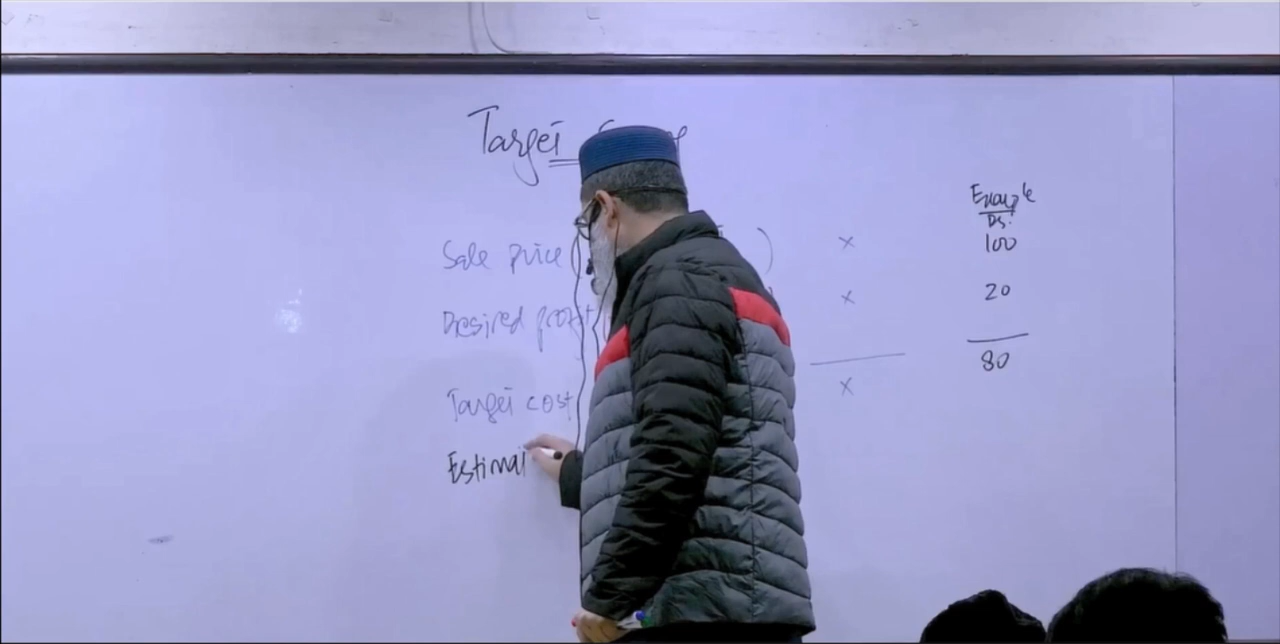 Target
Example
Rs.
Sale price ( ) x 100
Desired profit x 20
Target cost x 80
Estimat